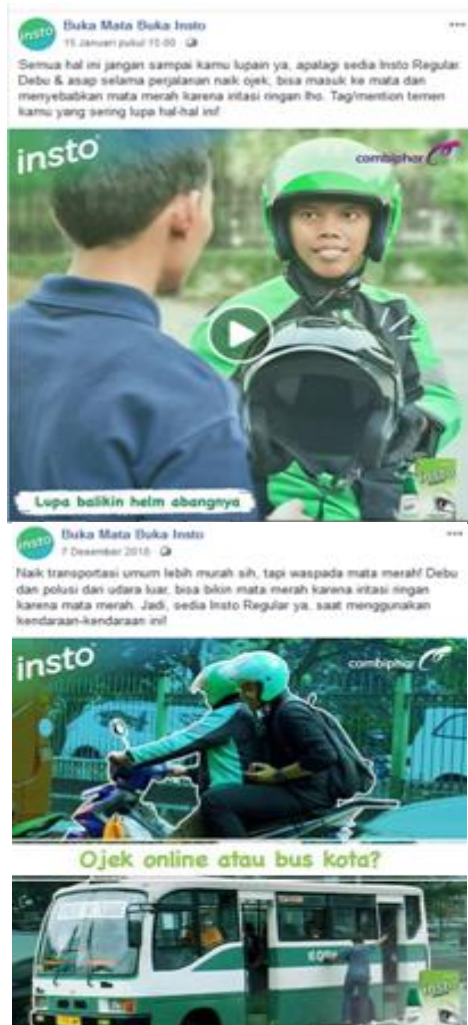 Buka Mata Buka Insto
15 Januari pukul 15.00
Semua hal ini jangan sampai kamu lupain ya, apalagi sedia Insto Regular.
Debu & asap selama perjalanan naik ojek, bisa masuk ke mata dan
menyebabkan mata merah karena iritasi ringan lho. Tag/mention temen
kamu yang sering lupa hal-hal ini!
insto
combiphar
insto
Lupa balikin helm abangnya
Buka Mata Buka Insto
7 Desember 2018
Naik transportasi umum lebih murah sih, tapi waspada mata merah! Debu
dan polusi dari udara luar, bisa bikin mata merah karena iritasi ringan
karena mata merah. Jadi, sedia Insto Regular ya, saat menggunakan
kendaraan-kendaraan ini!
insto
combiphar
Ojek online atau bus kota?
insto